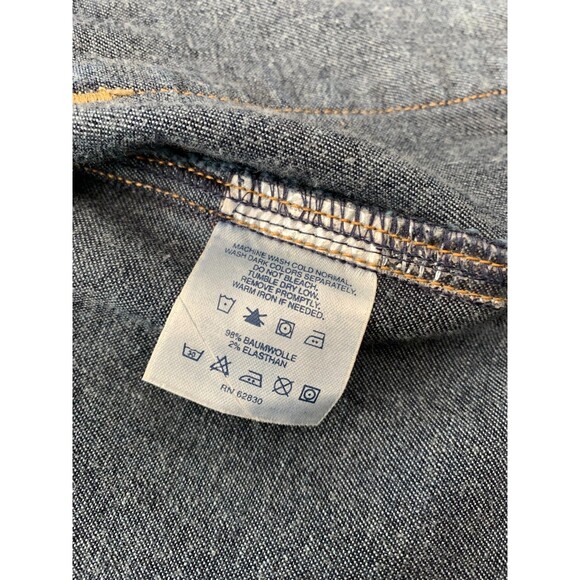 MACHINE WASH COLD NORMAL.
WASH DARK COLORS SEPARATELY.
DO NOT BLEACH.
TUMBLE DRY LOW.
REMOVE PROMPTLY.
WARM IRON IF NEEDED.
98% BAUMWOLLE
2% ELASTHAN
30
RN 62830